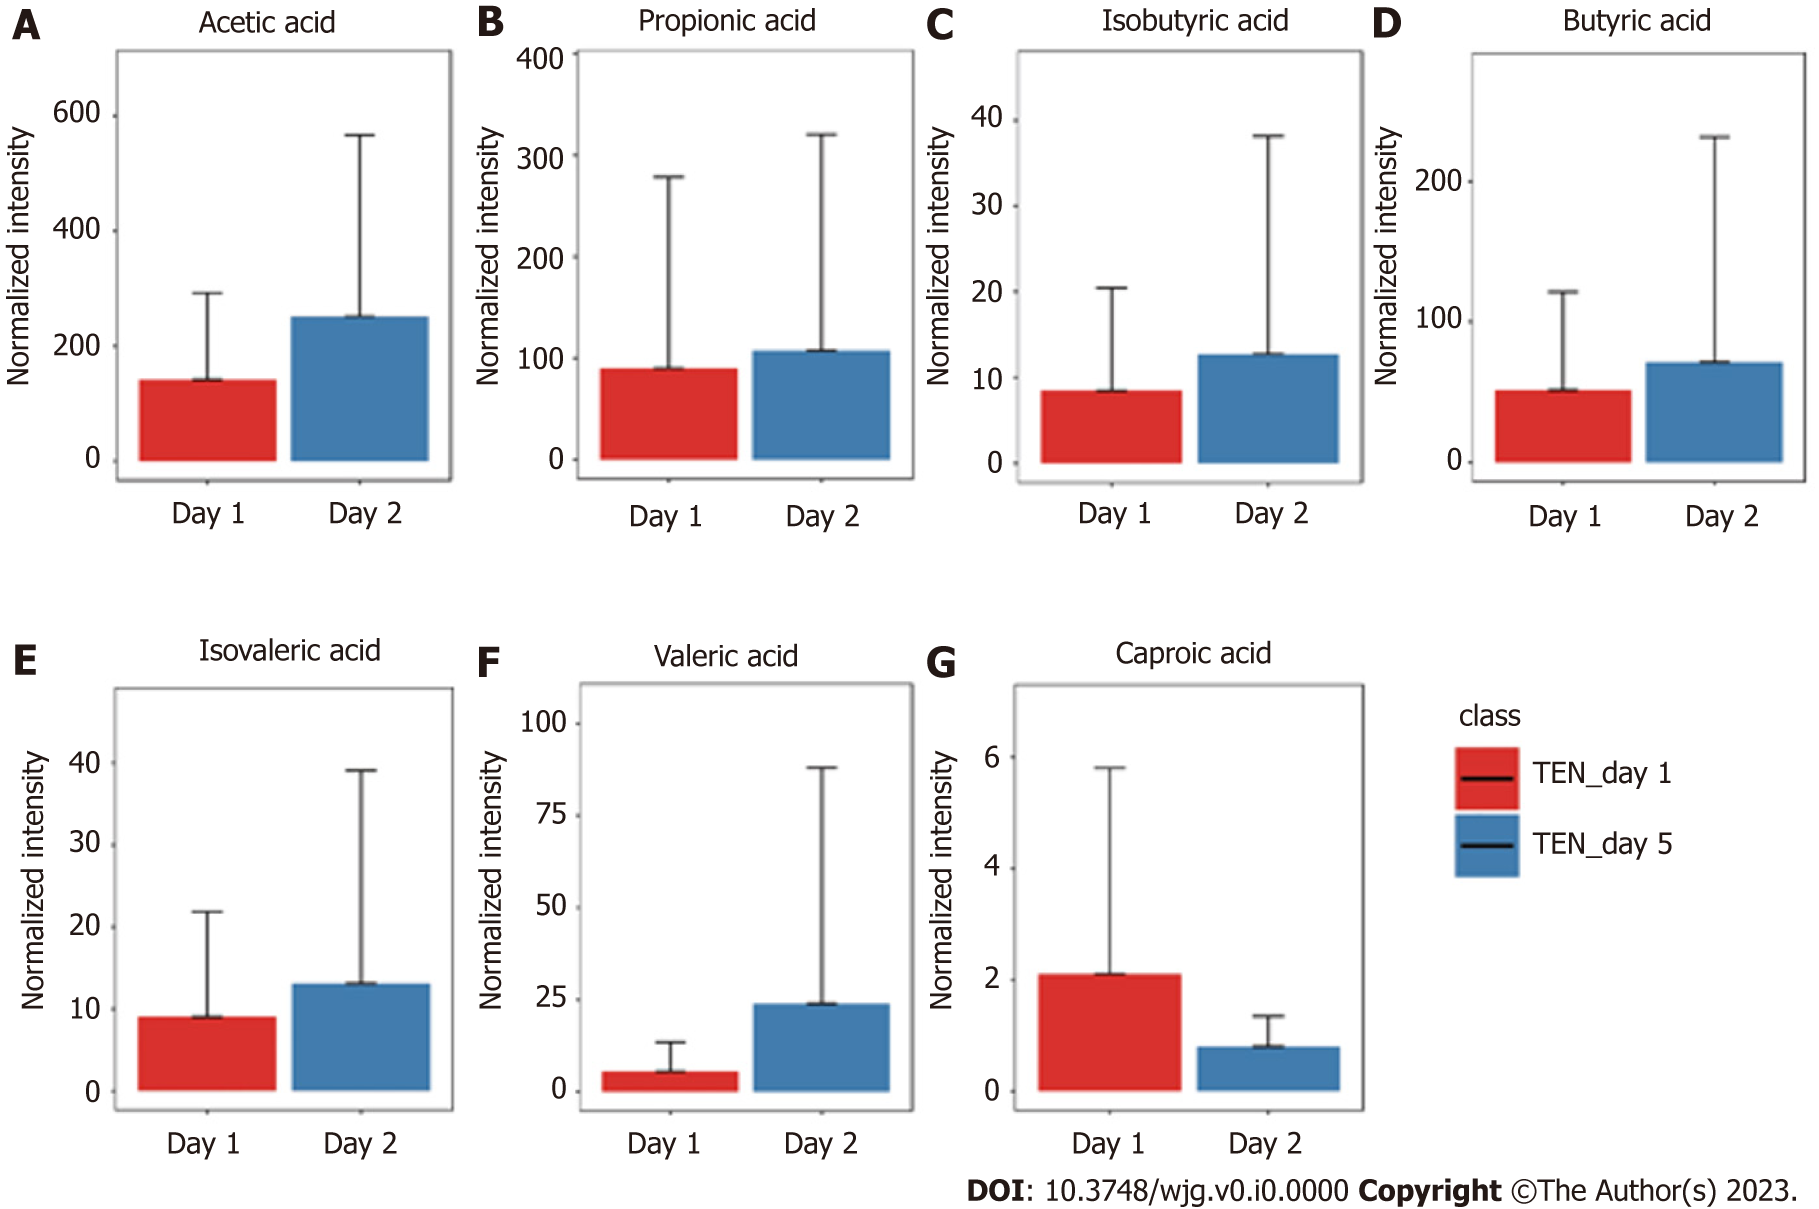 A Acetic acid
Normalized intensity
600
400
200
0
Day 1 Day 2
B Propionic acid
Normalized intensity
400
300
200
100
0
Day 1 Day 2
C Isobutyric acid
Normalized intensity
40
30
20
10
0
Day 1 Day 2
D Butyric acid
Normalized intensity
200
100
0
Day 1 Day 2
E Isovaleric acid
Normalized intensity
40
30
20
10
0
Day 1 Day 2
F Valeric acid
Normalized intensity
100
75
50
25
0
Day 1 Day 2
G Caproic acid
Normalized intensity
6
4
2
0
Day 1 Day 2
class
TEN_day 1
TEN_day 5
DOI: 10.3748/wjg.v0.i0.0000 Copyright ©The Author(s) 2023.